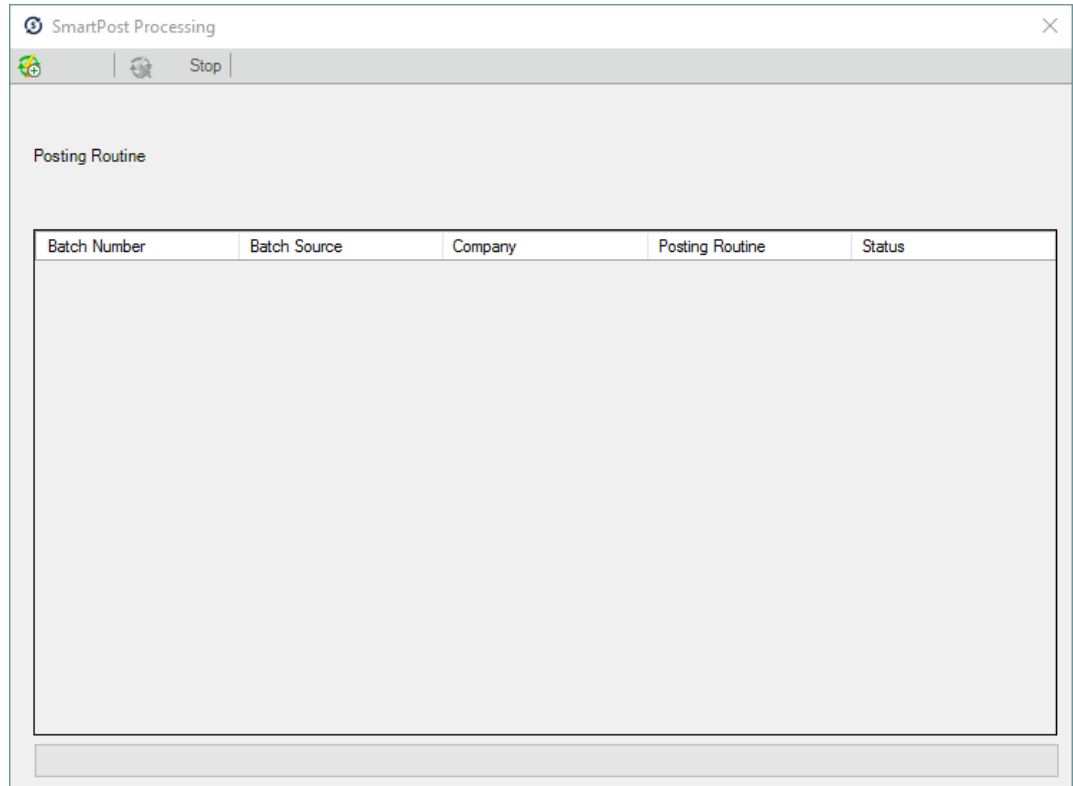 SmartPost Processing
Stop
Posting Routine
Batch Number Batch Source Company Posting Routine Status